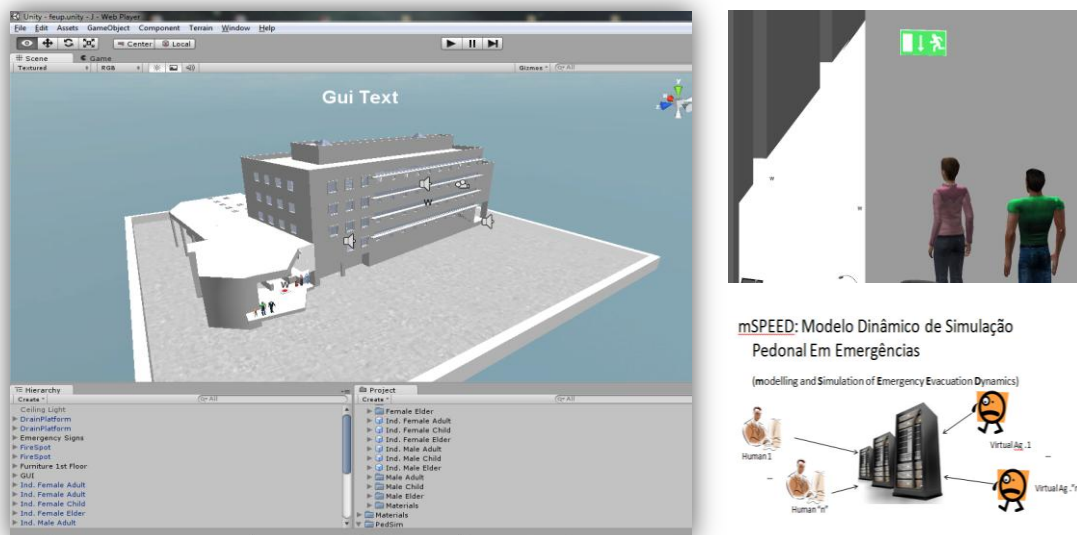 Unity - feup.unity - J - Web Player
File Edit Assets GameObject Component Terrain Window Help
Center Local
Scene Game
Textured RGB Gizmos All
Gui Text
y
W
W
Hierarchy
Create All
Ceiling Light
DrainPlatform
DrainPlatform
Emergency Signs
FireSpot
FireSpot
Furniture 1st Floor
GUI
Ind. Female Adult
Ind. Female Adult
Ind. Female Child
Ind. Female Elder
Ind. Male Adult
Project
Create All
Female Elder
Ind. Female Adult
Ind. Female Child
Ind. Female Elder
Ind. Male Adult
Ind. Male Child
Ind. Male Elder
Male Adult
Male Child
Male Elder
Materials
Materials
PedSim
W
W
mSPEED: Modelo Dinâmico de Simulação
Pedonal Em Emergências
(modelling and Simulation of Emergency Evacuation Dynamics)
Human 1
Human "n"
Virtual Ag .1
Virtual Ag ."n